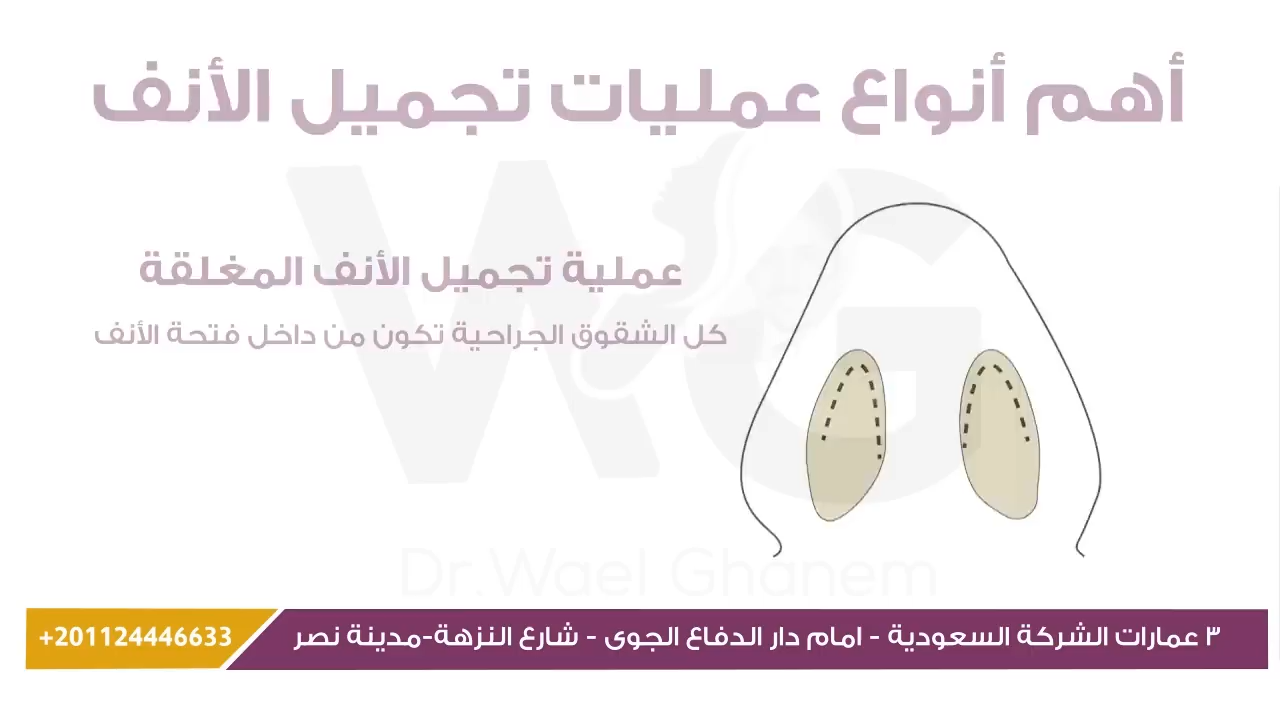 أهم أنواع عمليات تجميل الأنف
عملية تجميل الأنف المغلقة
كل الشقوق الجراحية تكون من داخل فتحة الأنف
WG
Dr.Wael Ghanem
٣ عمارات الشركة السعودية - امام دار الدفاع الجوى - شارع النزهة-مدينة نصر
+201124446633